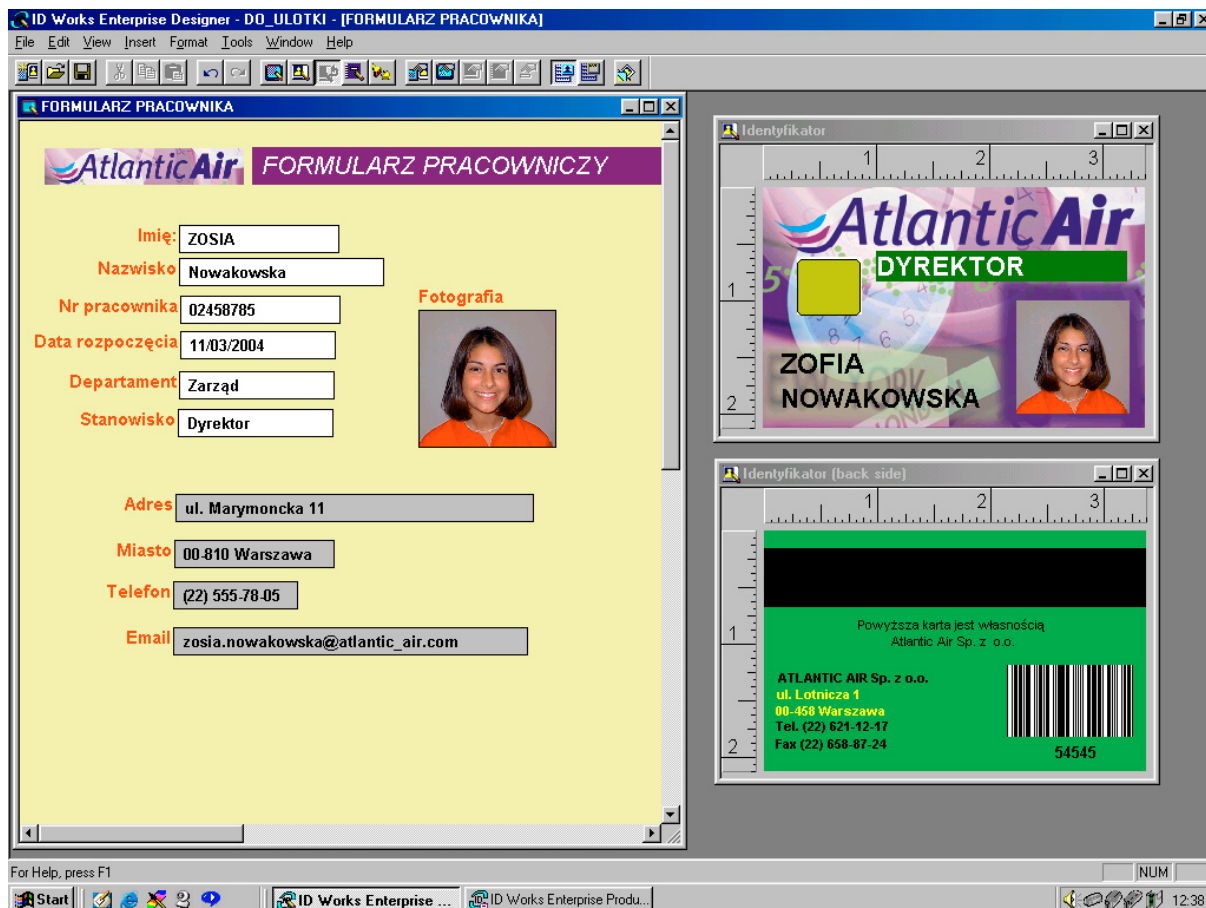 ID Works Enterprise Designer - DO_ULOTKI - [FORMULARZ PRACOWNIKA]
File Edit View Insert Format Tools Window Help
FORMULARZ PRACOWNIKA
Atlantic Air FORMULARZ PRACOWNICZY
Imię: ZOSIA
Nazwisko Nowakowska
Nr pracownika 02458785
Data rozpoczęcia 11/03/2004
Departament Zarząd
Stanowisko Dyrektor
Fotografia
Adres ul. Marymoncka 11
Miasto 00-810 Warszawa
Telefon (22) 555-78-05
Email zosia.nowakowska@atlantic_air.com
Identyfikator
1 2 3
1
2
Atlantic Air
DYREKTOR
ZOFIA
NOWAKOWSKA
Identyfikator (back side)
1 2 3
1
2
Powyższa karta jest własnością
Atlantic Air Sp. z o.o.
ATLANTIC AIR Sp. z o.o.
ul. Lotnicza 1
00-458 Warszawa
Tel. (22) 621-12-17
Fax (22) 658-87-24
54545
For Help, press F1
NUM
Start ID Works Enterprise ... ID Works Enterprise Produ... 12:38